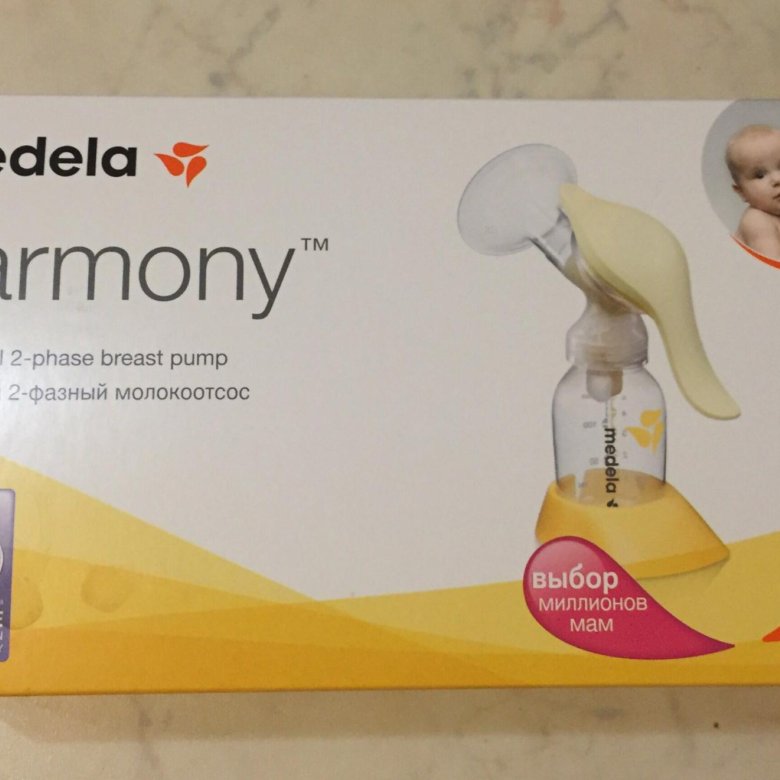 edela
armony™
l 2-phase breast pump
2-фазный молокоотсос
medela
выбор
миллионов
мам